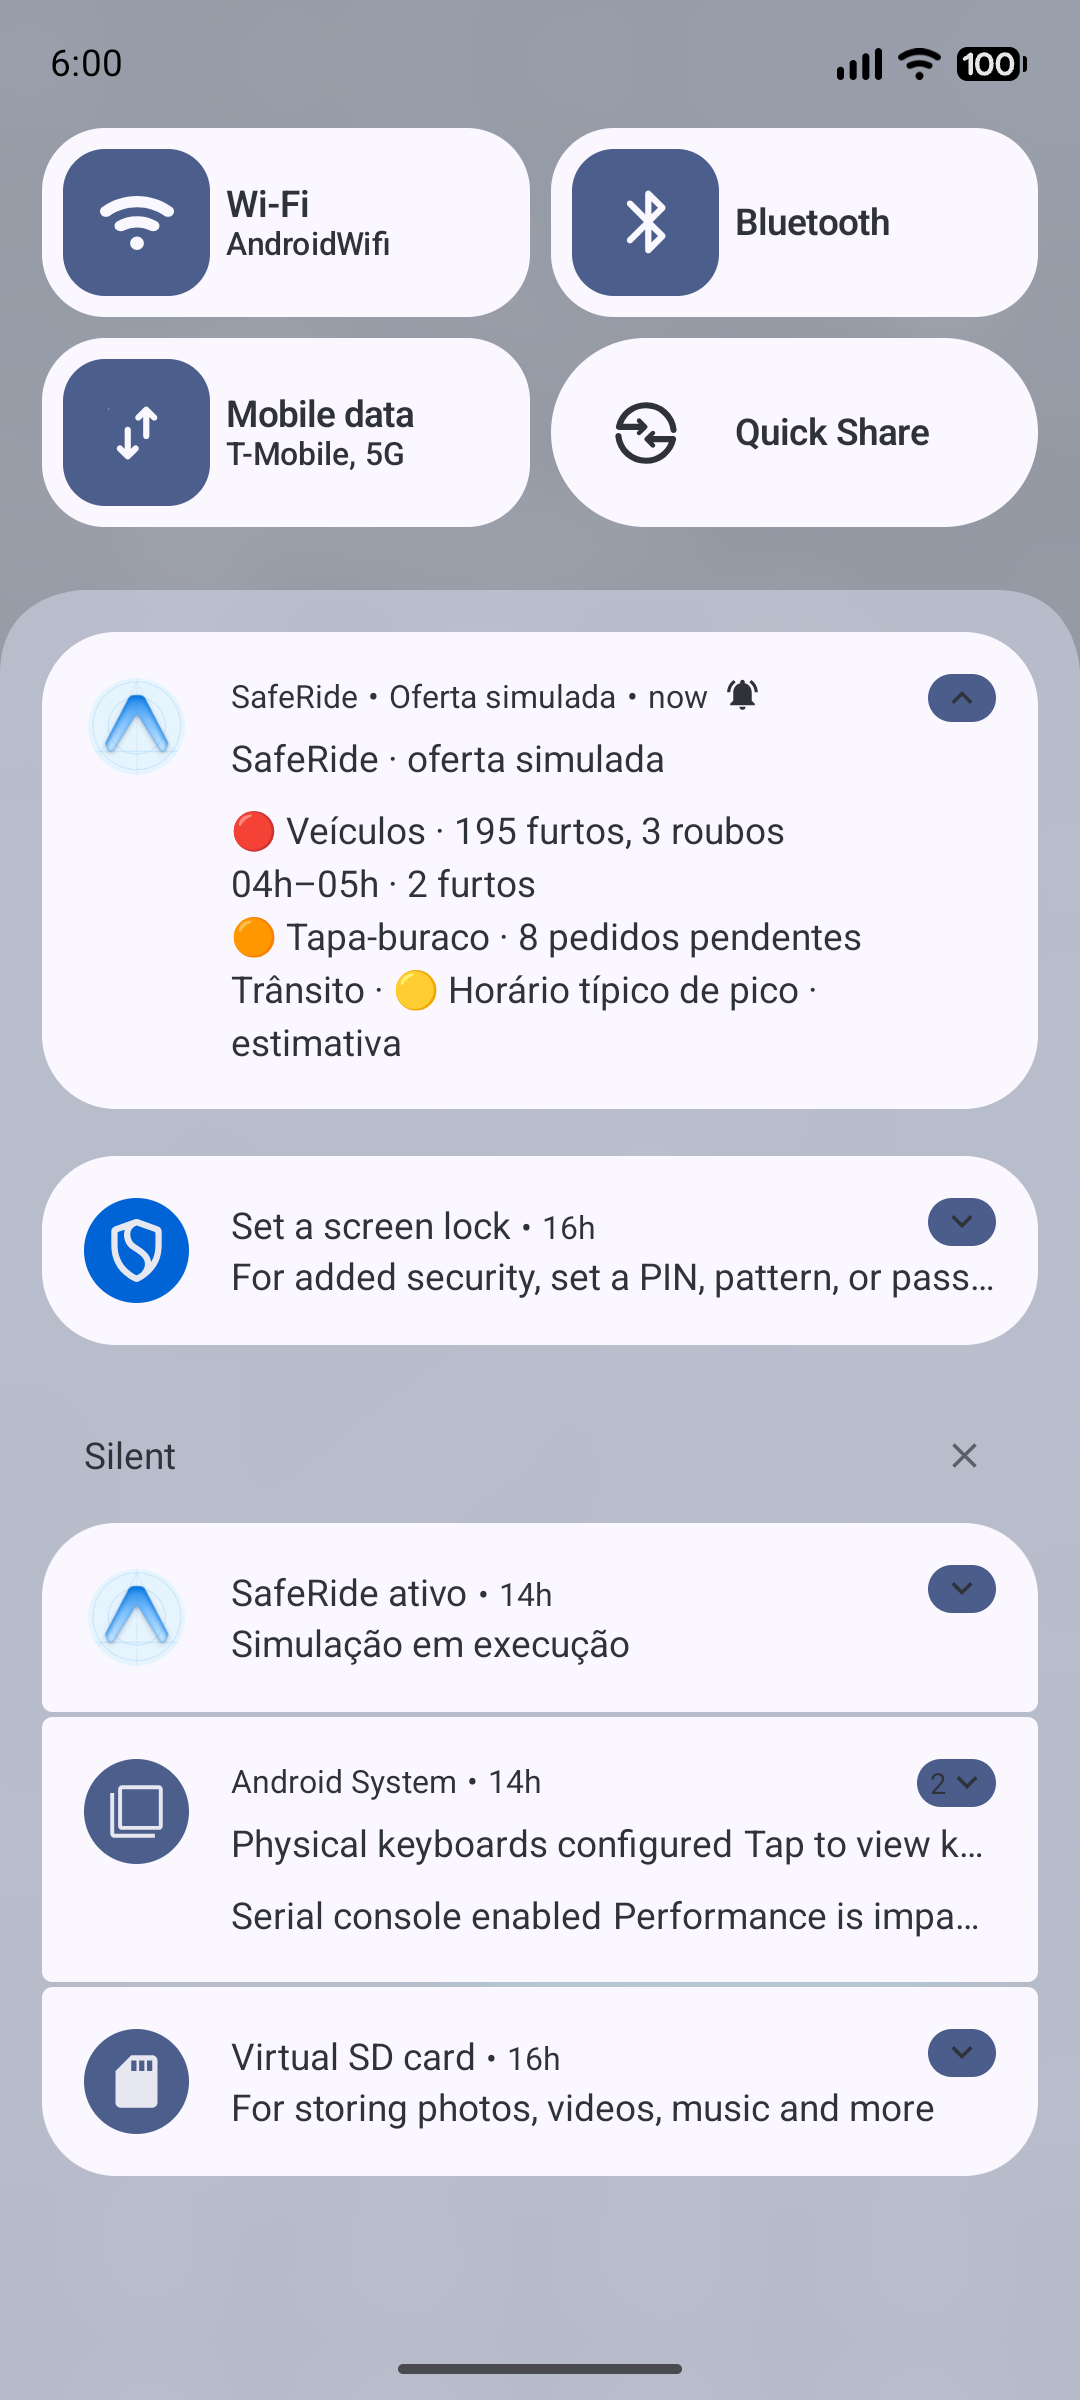 6:00
100
Wi-Fi
AndroidWifi
Bluetooth
Mobile data
T-Mobile, 5G
Quick Share
SafeRide • Oferta simulada • now
SafeRide · oferta simulada
🔴 Veículos · 195 furtos, 3 roubos
04h–05h · 2 furtos
🟠 Tapa-buraco · 8 pedidos pendentes
Trânsito · 🟡 Horário típico de pico ·
estimativa
Set a screen lock • 16h
For added security, set a PIN, pattern, or pass…
Silent
SafeRide ativo • 14h
Simulação em execução
Android System • 14h
2
Physical keyboards configured Tap to view k…
Serial console enabled Performance is impa…
Virtual SD card • 16h
For storing photos, videos, music and more